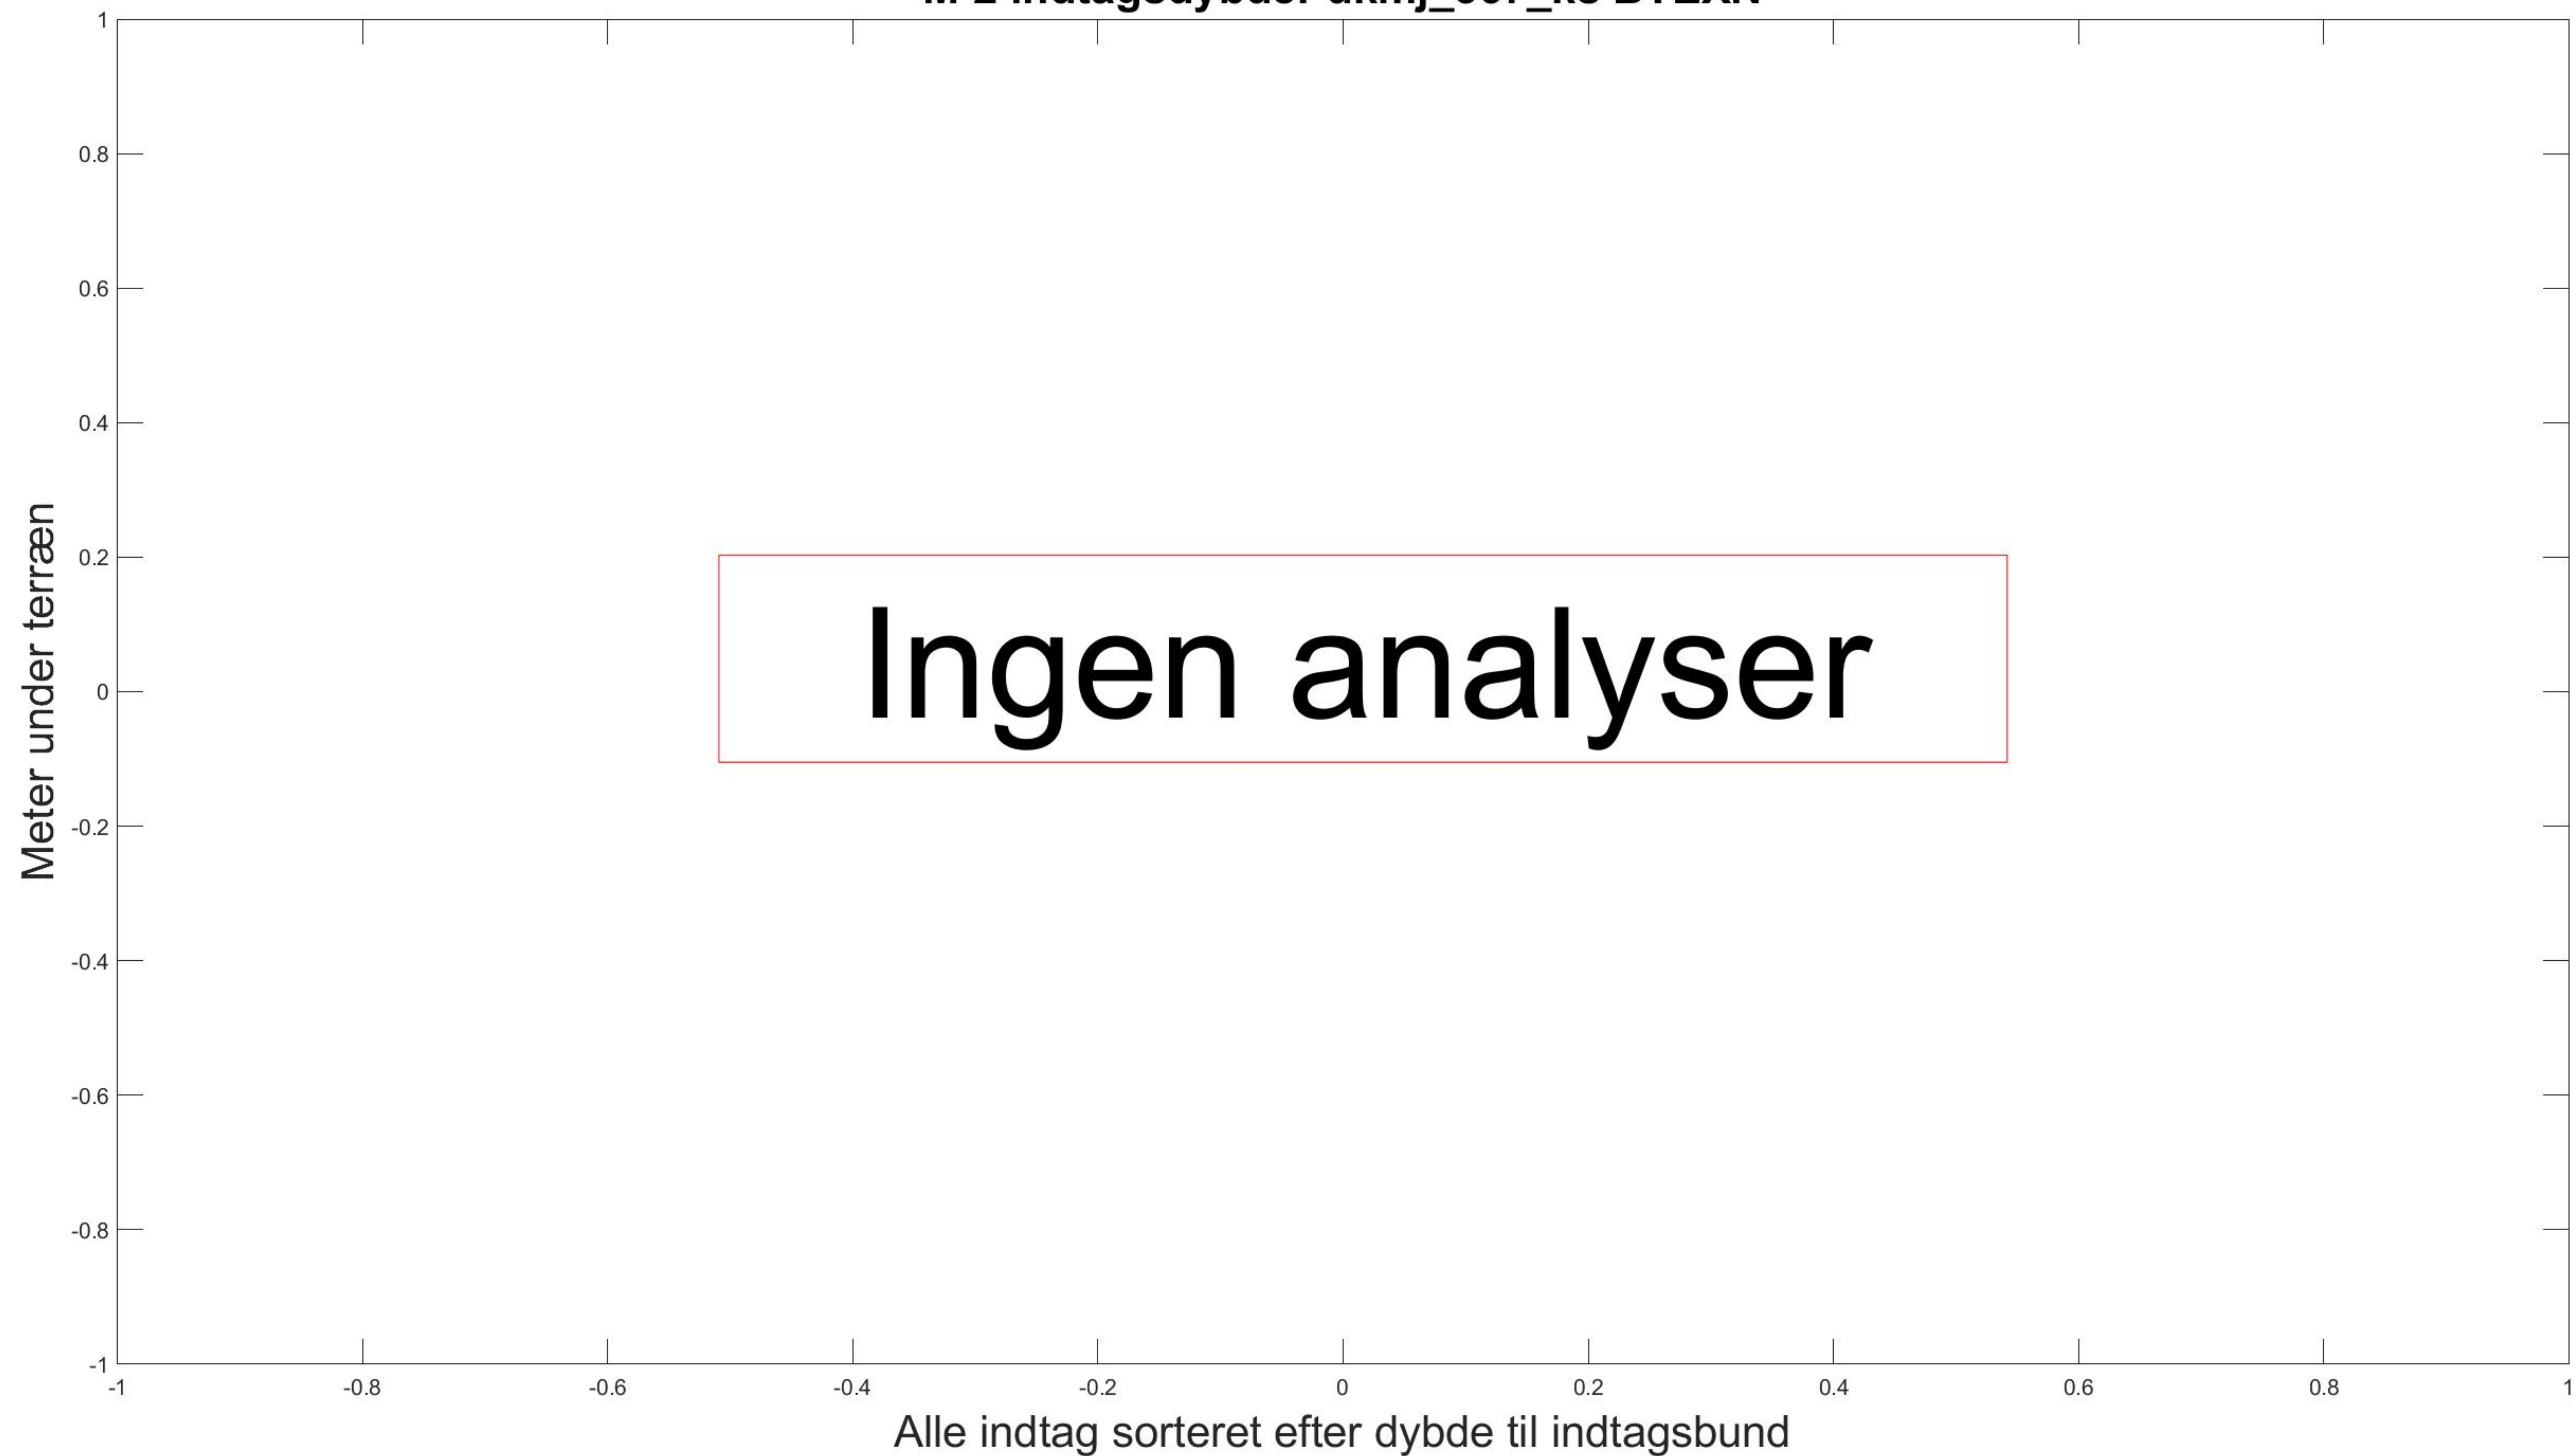 1
0.8
0.6
0.4
0.2
0
-0.2
-0.4
-0.6
-0.8
-1
Meter under terræn
Ingen analyser
-1 -0.8 -0.6 -0.4 -0.2 0 0.2 0.4 0.6 0.8 1
Alle indtag sorteret efter dybde til indtagsbund